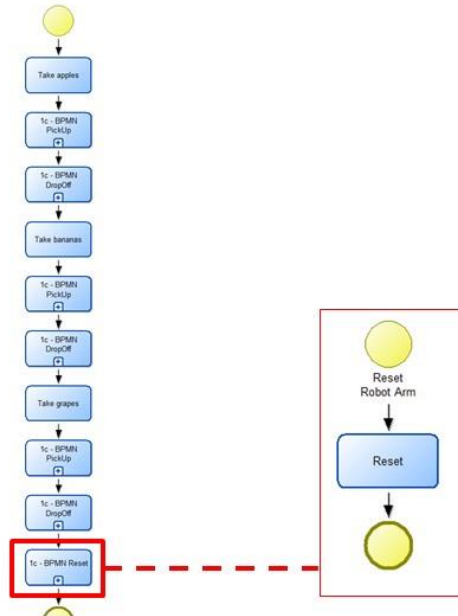 Take apples
1c - BPMN
PickUp
1c - BPMN
DropOff
Take bananas
1c - BPMN
PickUp
1c - BPMN
DropOff
Take grapes
1c - BPMN
PickUp
1c - BPMN
DropOff
1c - BPMN Reset
Reset
Robot Arm
Reset